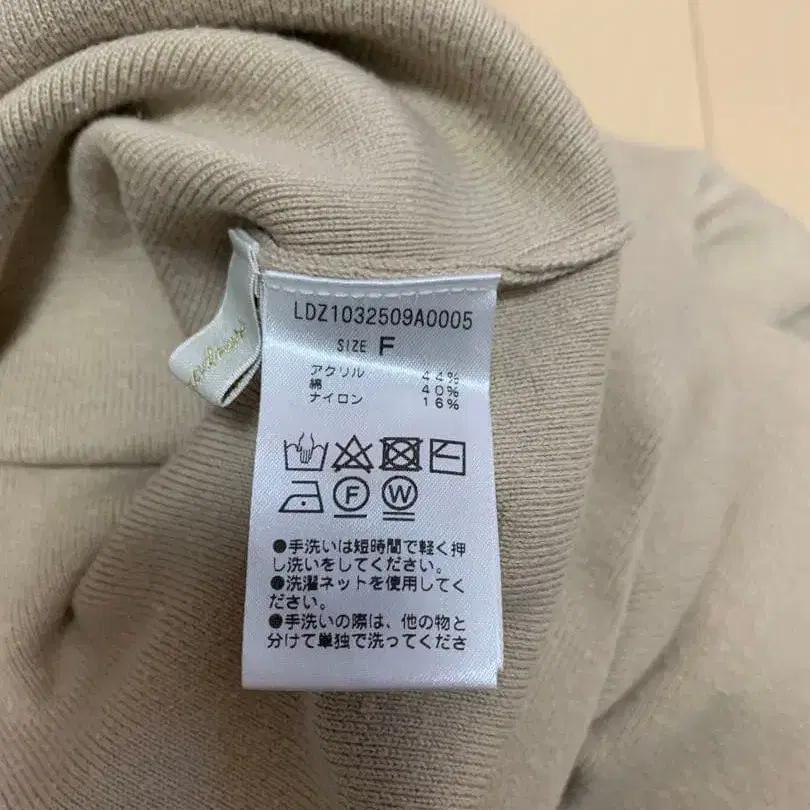 LDZ1032509A0005
SIZE F
アクリル 44%
綿 40%
ナイロン 16%
F W
●手洗いは短時間で軽く押
し洗いをしてください。
●洗濯ネットを使用してく
ださい。
●手洗いの際は、他の物と
分けて単独で洗ってくださ